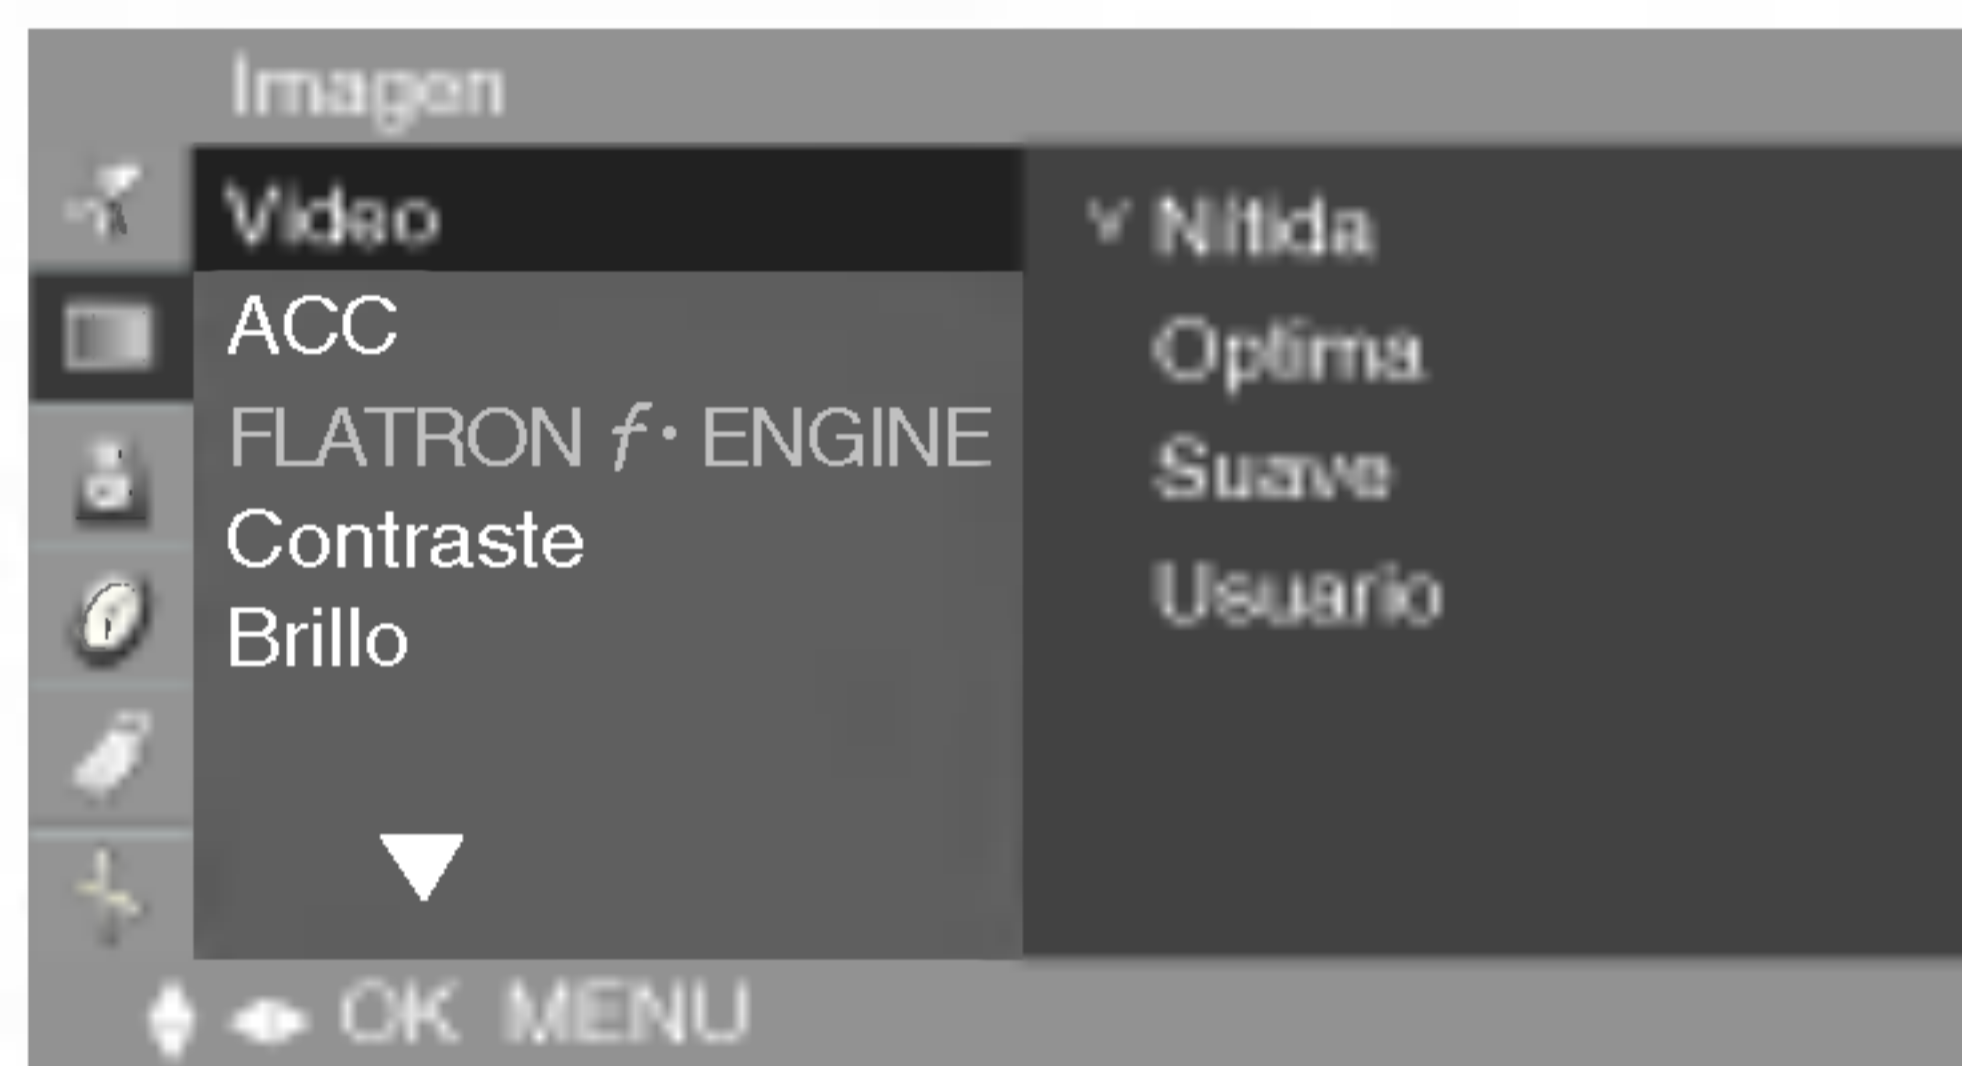 Imagen
Video
ACC
FLATRON f· ENGINE
Contraste
Brillo
Nítida
Optima
Suave
Usuario
OK MENU